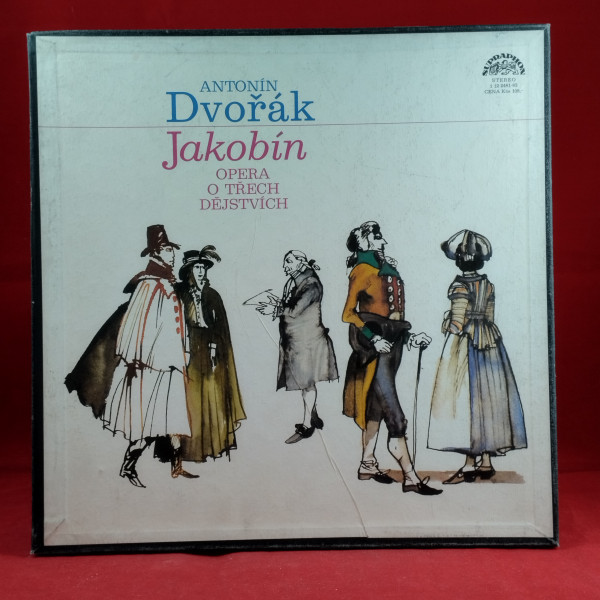 SUPRAPHON
STEREO
ANTONÍN
Dvořák
Jakobín
OPERA
O TŘECH
DĚJSTVÍCH